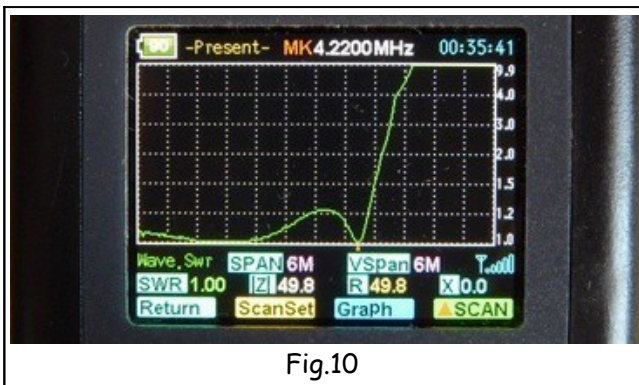 90 -Present- MK4.2200MHz 00:35:41
9.9
4.0
3.0
2.0
1.5
1.2
1.0
Wave.Swr SPAN 6M VSpan 6M
SWR 1.00 |Z| 49.8 R 49.8 X 0.0
Return ScanSet Graph SCAN
Fig.10